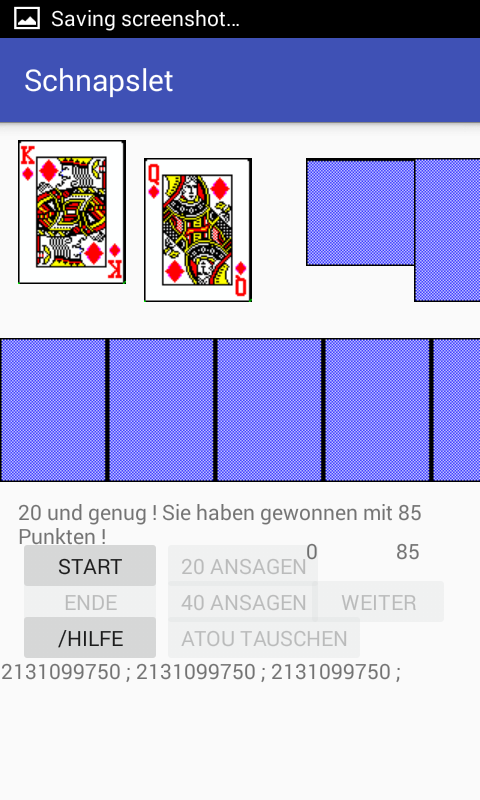 Saving screenshot...
Schnapslet
K
K
Q
Q
20 und genug ! Sie haben gewonnen mit 85
Punkten !
0 85
START 20 ANSAGEN
ENDE 40 ANSAGEN WEITER
/HILFE ATOU TAUSCHEN
2131099750 ; 2131099750 ; 2131099750 ;